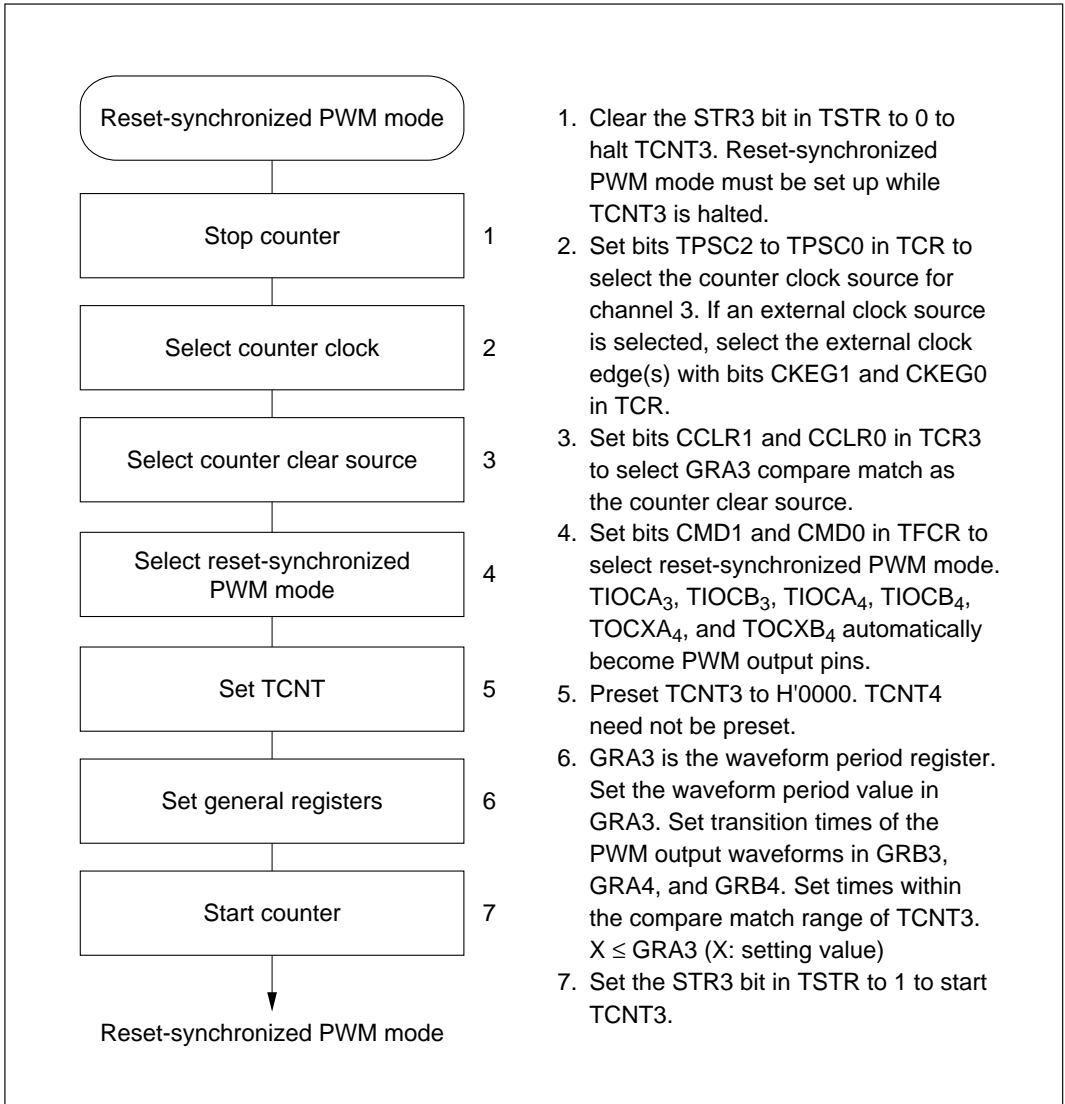 Reset-synchronized PWM mode
Stop counter 1
Select counter clock 2
Select counter clear source 3
Select reset-synchronized
PWM mode 4
Set TCNT 5
Set general registers 6
Start counter 7
Reset-synchronized PWM mode
1. Clear the STR3 bit in TSTR to 0 to
halt TCNT3. Reset-synchronized
PWM mode must be set up while
TCNT3 is halted.
2. Set bits TPSC2 to TPSC0 in TCR to
select the counter clock source for
channel 3. If an external clock source
is selected, select the external clock
edge(s) with bits CKEG1 and CKEG0
in TCR.
3. Set bits CCLR1 and CCLR0 in TCR3
to select GRA3 compare match as
the counter clear source.
4. Set bits CMD1 and CMD0 in TFCR to
select reset-synchronized PWM mode.
TIOCA₃, TIOCB₃, TIOCA₄, TIOCB₄,
TOCXA₄, and TOCXB₄ automatically
become PWM output pins.
5. Preset TCNT3 to H'0000. TCNT4
need not be preset.
6. GRA3 is the waveform period register.
Set the waveform period value in
GRA3. Set transition times of the
PWM output waveforms in GRB3,
GRA4, and GRB4. Set times within
the compare match range of TCNT3.
X ≤ GRA3 (X: setting value)
7. Set the STR3 bit in TSTR to 1 to start
TCNT3.